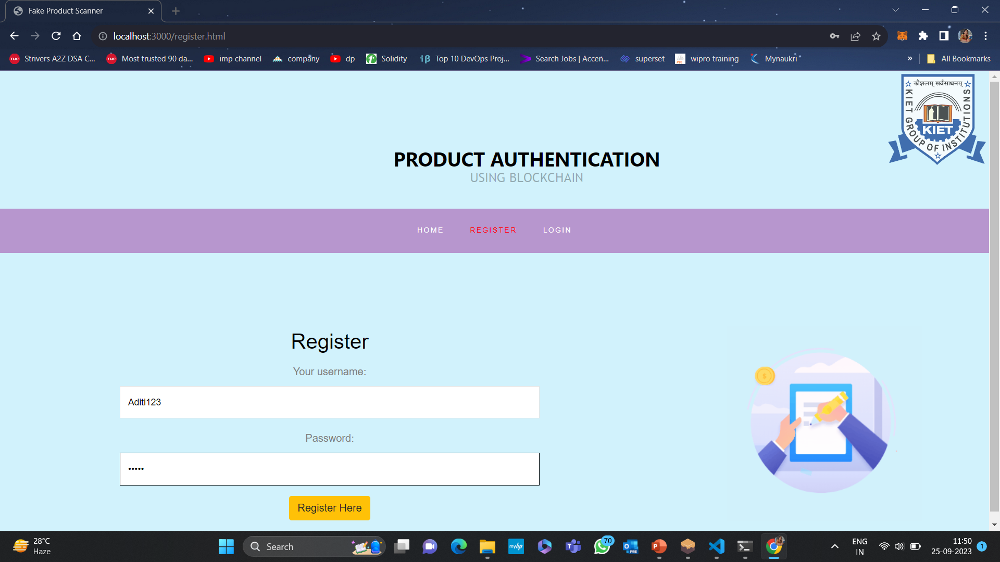 Fake Product Scanner
localhost:3000/register.html
Strivers A2Z DSA C...
Most trusted 90 da...
imp channel
company
dp
Solidity
Top 10 DevOps Proj...
Search Jobs | Accen...
superset
wipro training
Mynaukri
»
All Bookmarks
कौशलम् सर्वसाधनम्
KIET GROUP OF INSTITUTIONS
KIET
PRODUCT AUTHENTICATION
USING BLOCKCHAIN
HOME REGISTER LOGIN
Register
Your username:
Aditi123
Password:
•••••
Register Here
28°C
Haze
Search
myhp
70
PRE
ENG
IN
11:50
25-09-2023
1